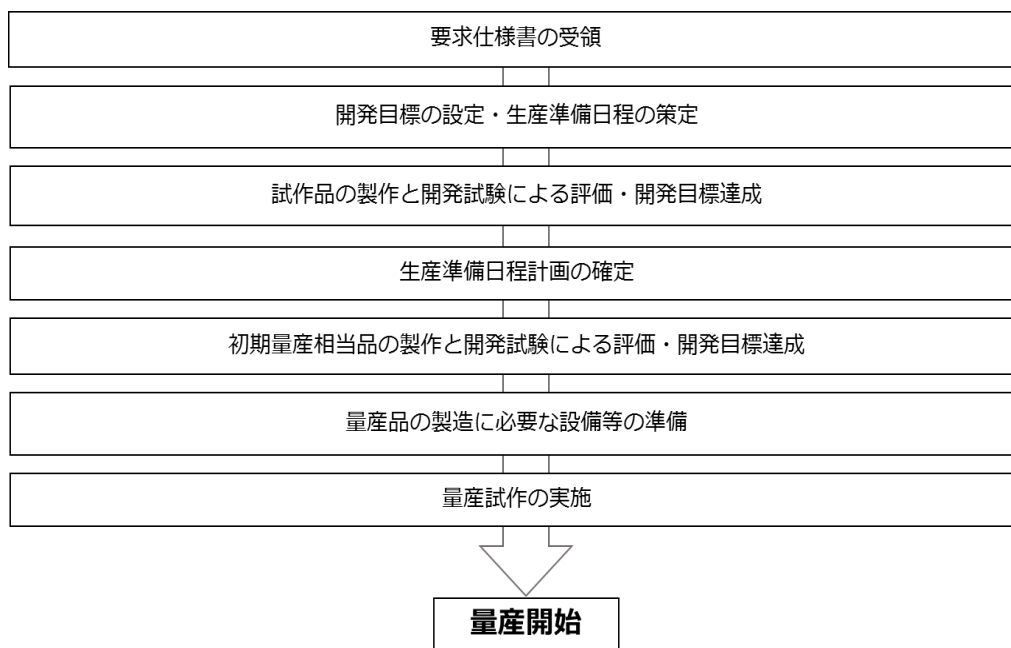 要求仕様書の受領
開発目標の設定・生産準備日程の策定
試作品の製作と開発試験による評価・開発目標達成
生産準備日程計画の確定
初期量産相当品の製作と開発試験による評価・開発目標達成
量産品の製造に必要な設備等の準備
量産試作の実施
量産開始